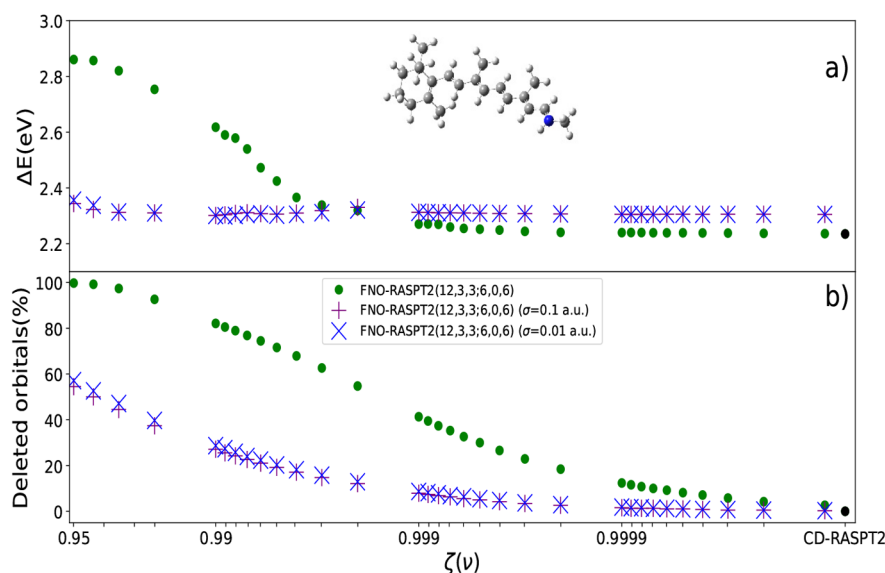 3.0
2.8
2.6
2.4
2.2
ΔE(eV)
a)
100
80
60
40
20
0
Deleted orbitals(%)
b)
FNO-RASPT2(12,3,3;6,0,6)
FNO-RASPT2(12,3,3;6,0,6) (σ=0.1 a.u.)
FNO-RASPT2(12,3,3;6,0,6) (σ=0.01 a.u.)
0.95 0.99 0.999 0.9999 CD-RASPT2
ζ(ν)